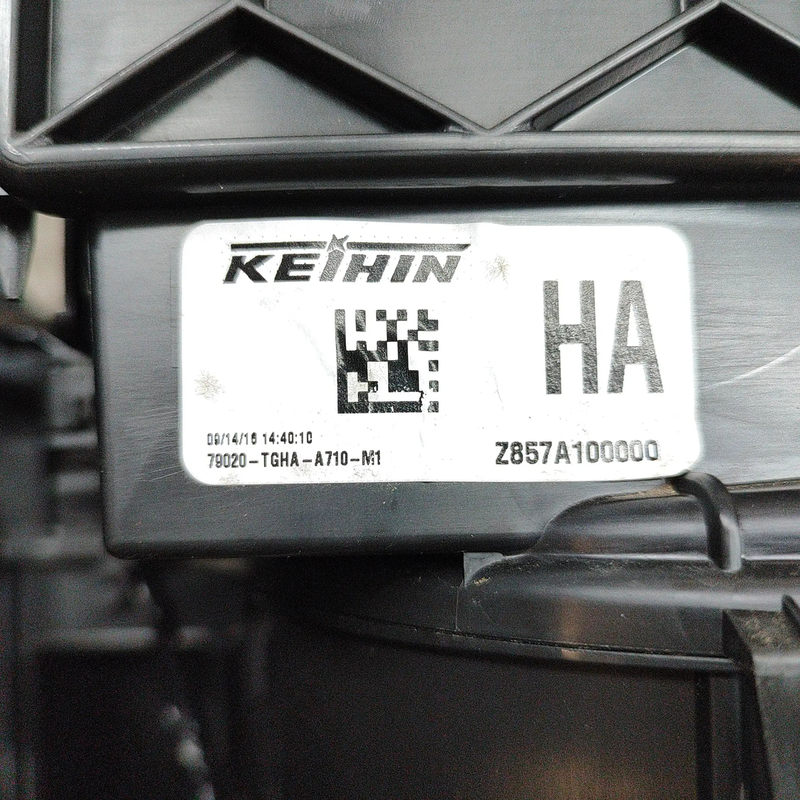 KEIHIN
HA
09/14/16 14:40:10
79020-TGHA-A710-M1
Z857A100000